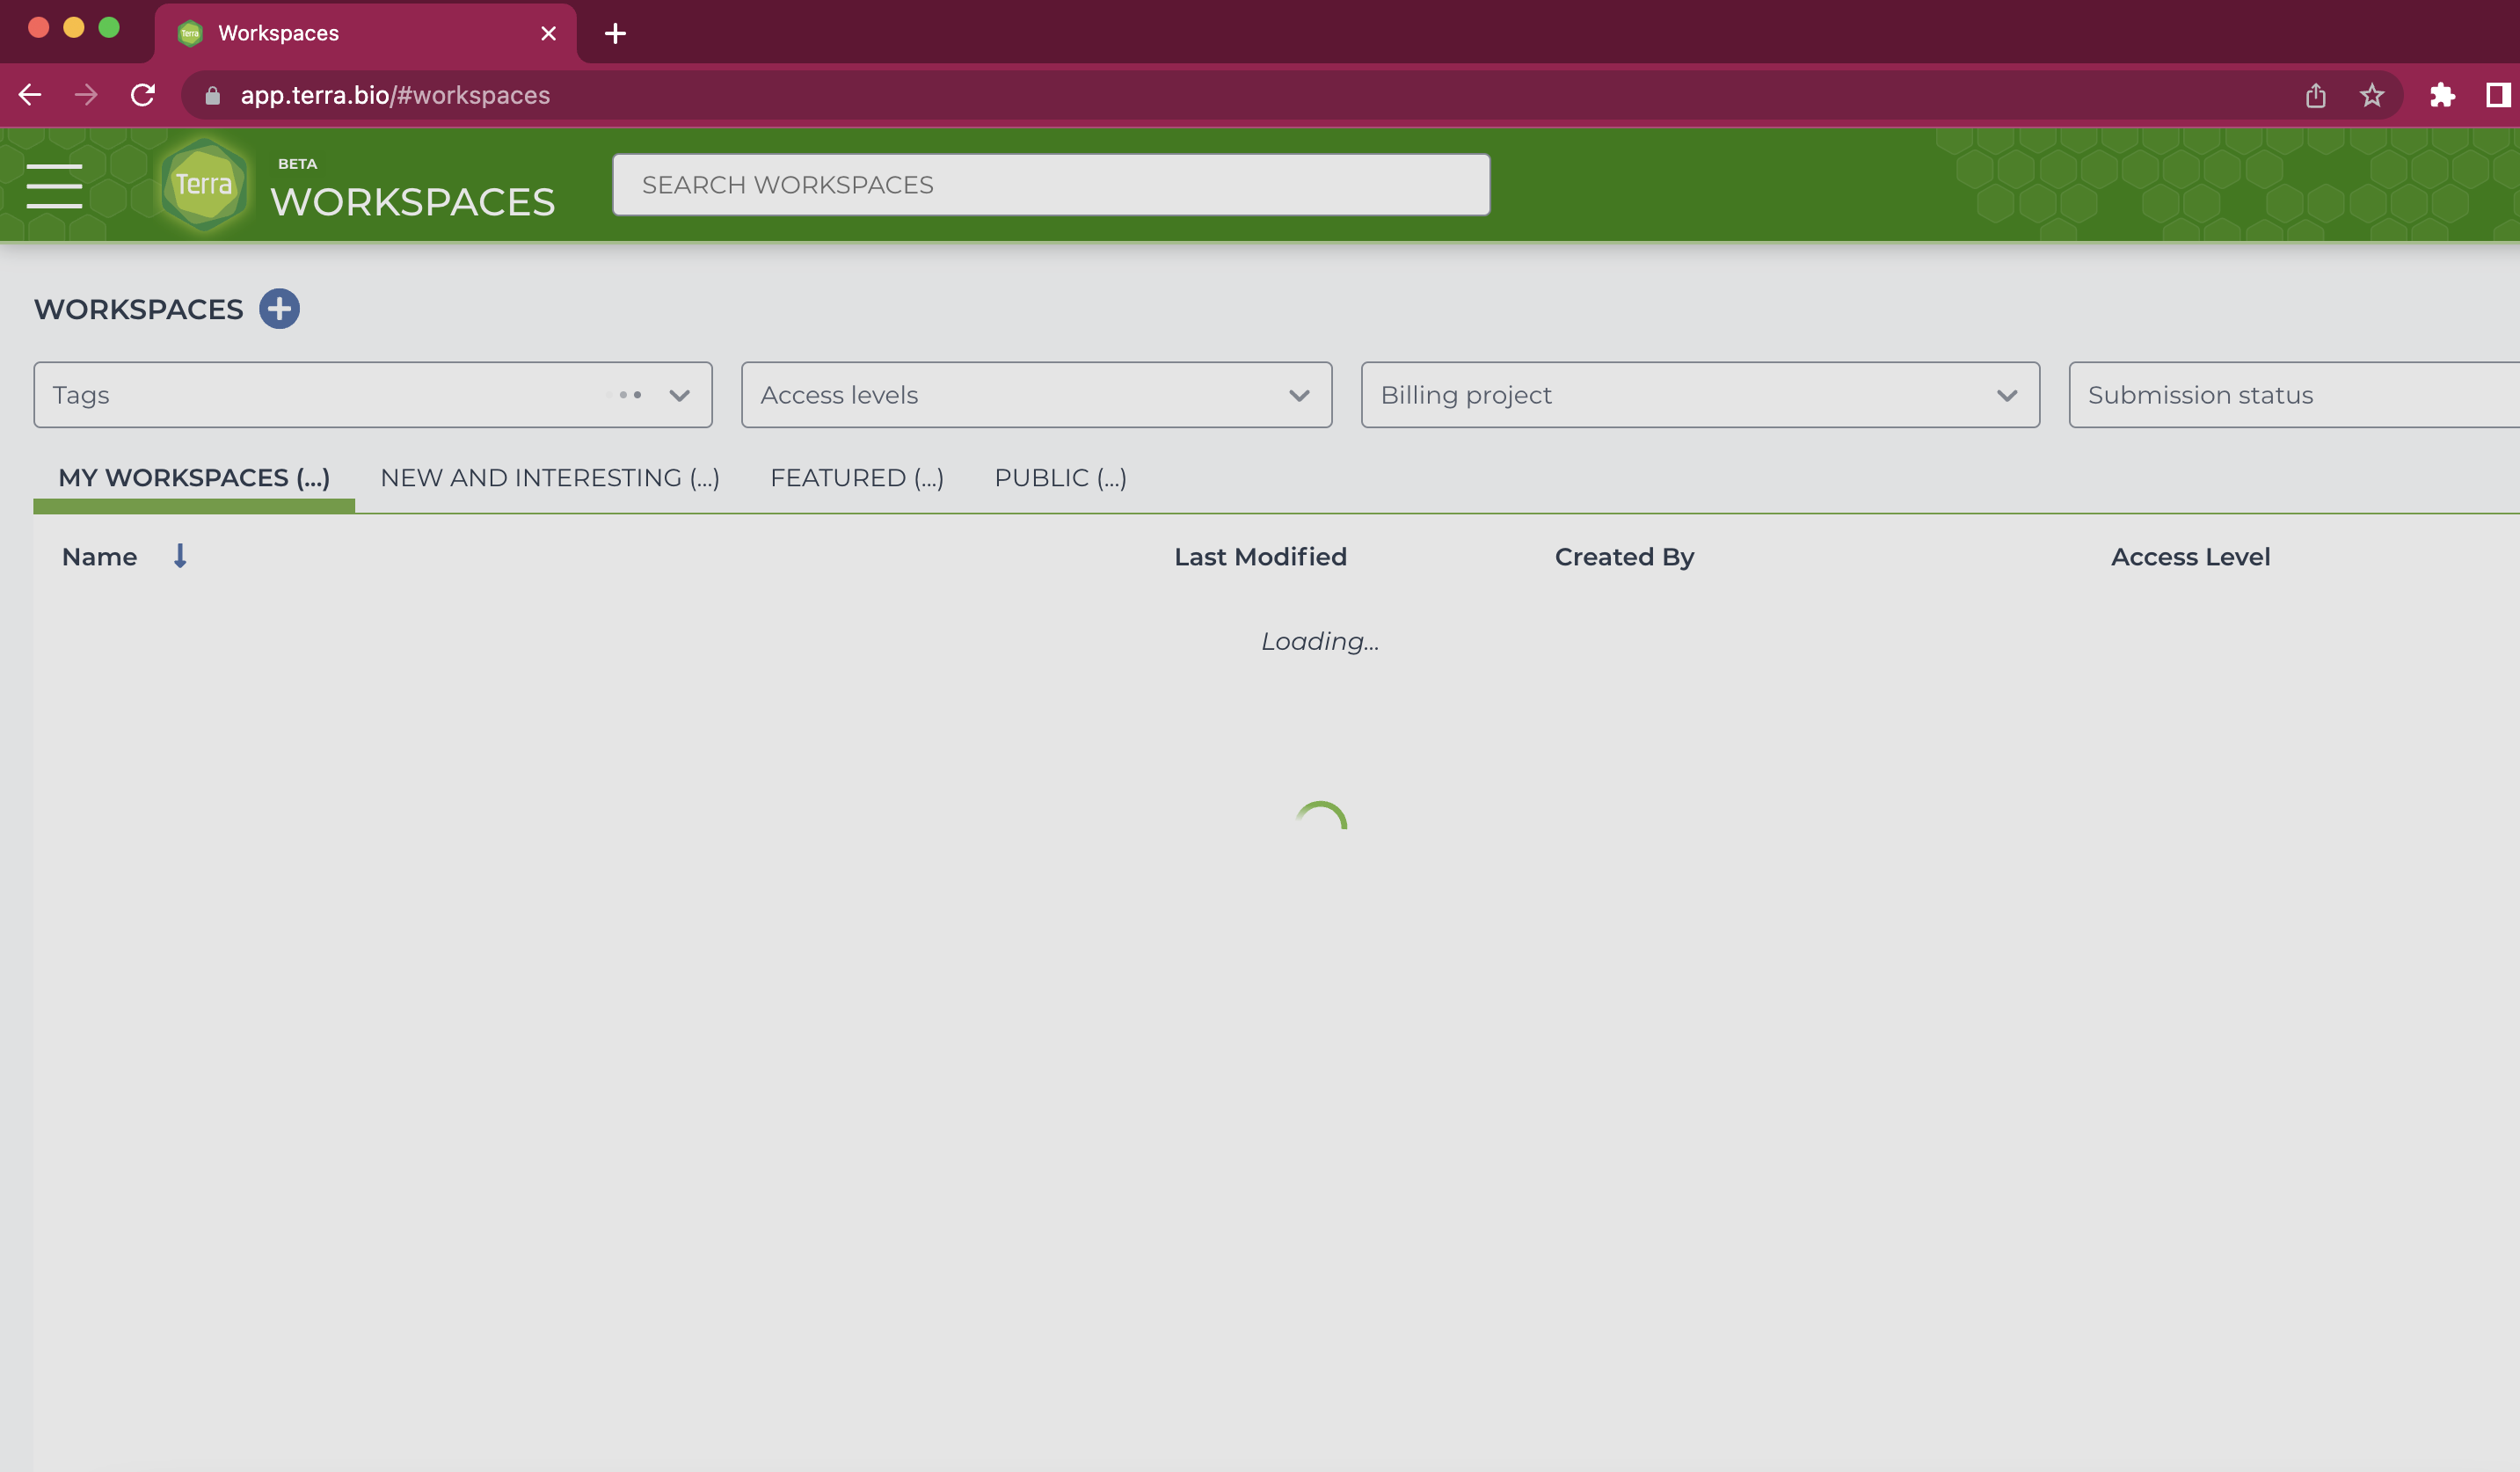 Workspaces
app.terra.bio/#workspaces
Terra
BETA
WORKSPACES
SEARCH WORKSPACES
WORKSPACES
Tags
Access levels
Billing project
Submission status
MY WORKSPACES (...)
NEW AND INTERESTING (...)
FEATURED (...)
PUBLIC (...)
Name
Last Modified
Created By
Access Level
Loading...